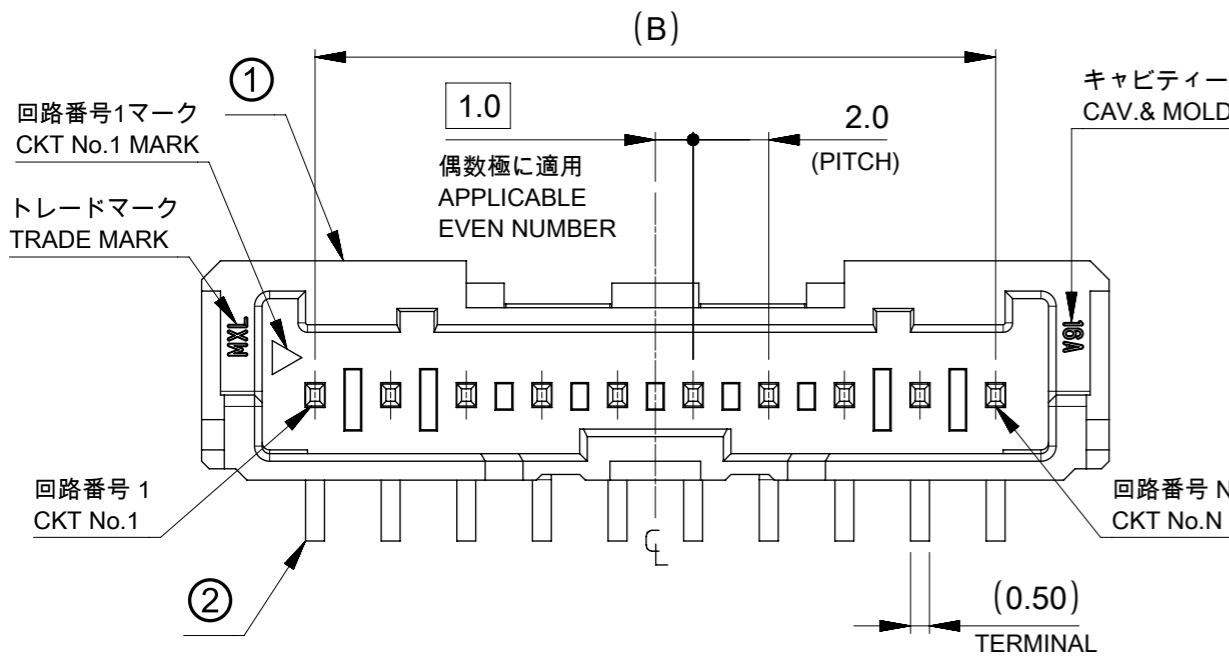 (B)
①
1.0
2.0
(PITCH)
偶数極に適用
APPLICABLE
EVEN NUMBER
回路番号1マーク
CKT No.1 MARK
トレードマーク
TRADE MARK
キャビティー
CAV.& MOLD
MXJ
16A
回路番号 1
CKT No.1
回路番号 N
CKT No.N
℄
②
(0.50)
TERMINAL